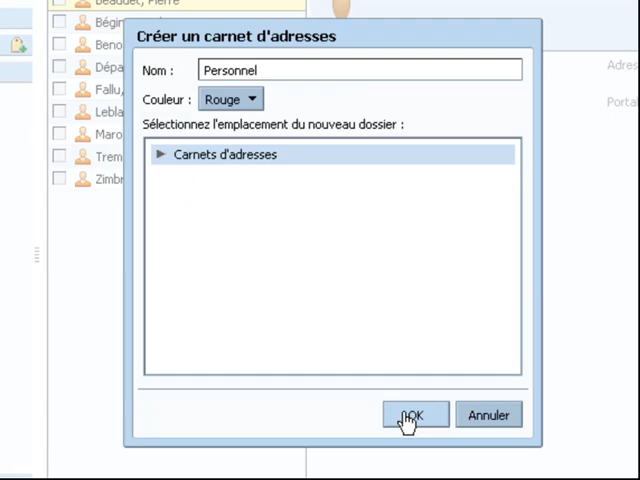 Beaudet, Pierre
Bégin
Créer un carnet d'adresses
Beno
Nom :
Personnel
Dépa
Adres
Couleur :
Rouge
Fallu,
Porta
Sélectionnez l'emplacement du nouveau dossier :
Lebla
Maro
Carnets d'adresses
Trem
Zimbr
OK
Annuler